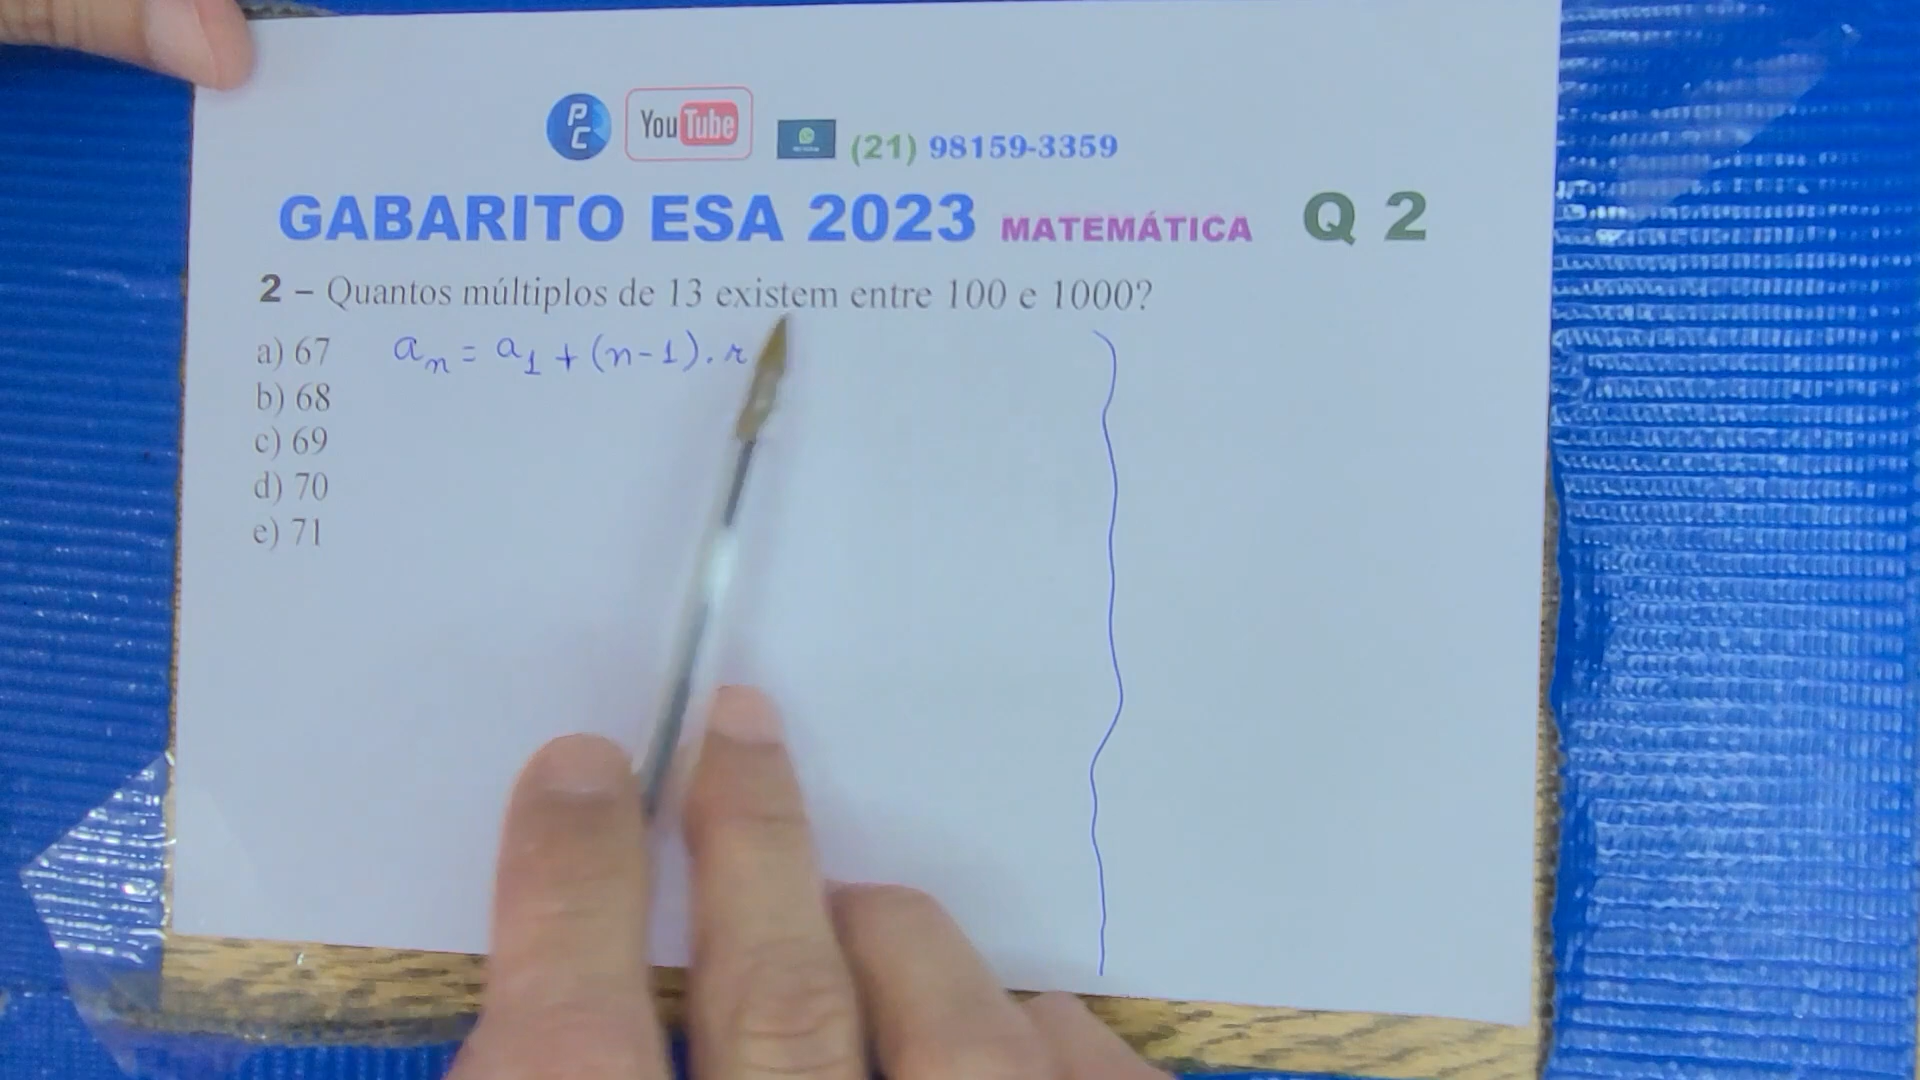 PC YouTube (21) 98159-3359
GABARITO ESA 2023 MATEMÁTICA Q 2
2 – Quantos múltiplos de 13 existem entre 100 e 1000?
a) 67 aₙ = a₁ + (n-1) . r
b) 68
c) 69
d) 70
e) 71